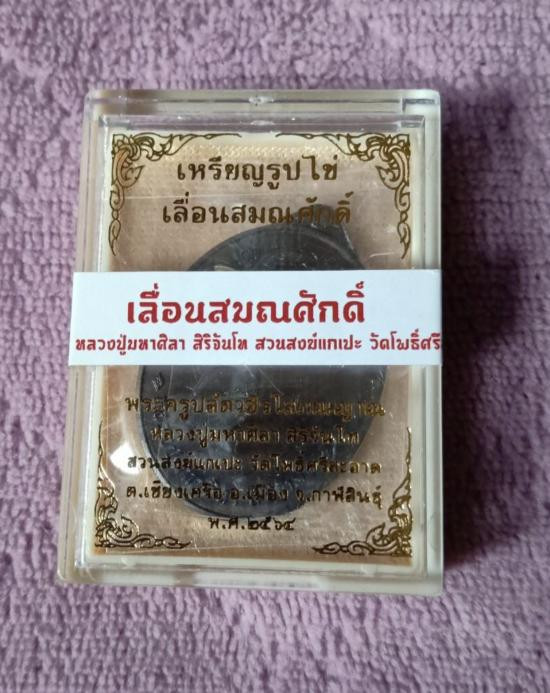 เหรียญรูปไข่
เลื่อนสมณศักดิ์
เลื่อนสมณศักดิ์
หลวงปู่มหาศิลา สิริจันโท สวนสงฆ์แกเปะ วัดโพธิ์ศรี
หลวงปู่มหาศิลา สิริจันโท
สวนสงฆ์แกเปะ วัดโพธิ์ศรีสะอาด
ต.เชียงเครือ อ.เมือง จ.กาฬสินธุ์
พ.ศ.๒๕๖๔